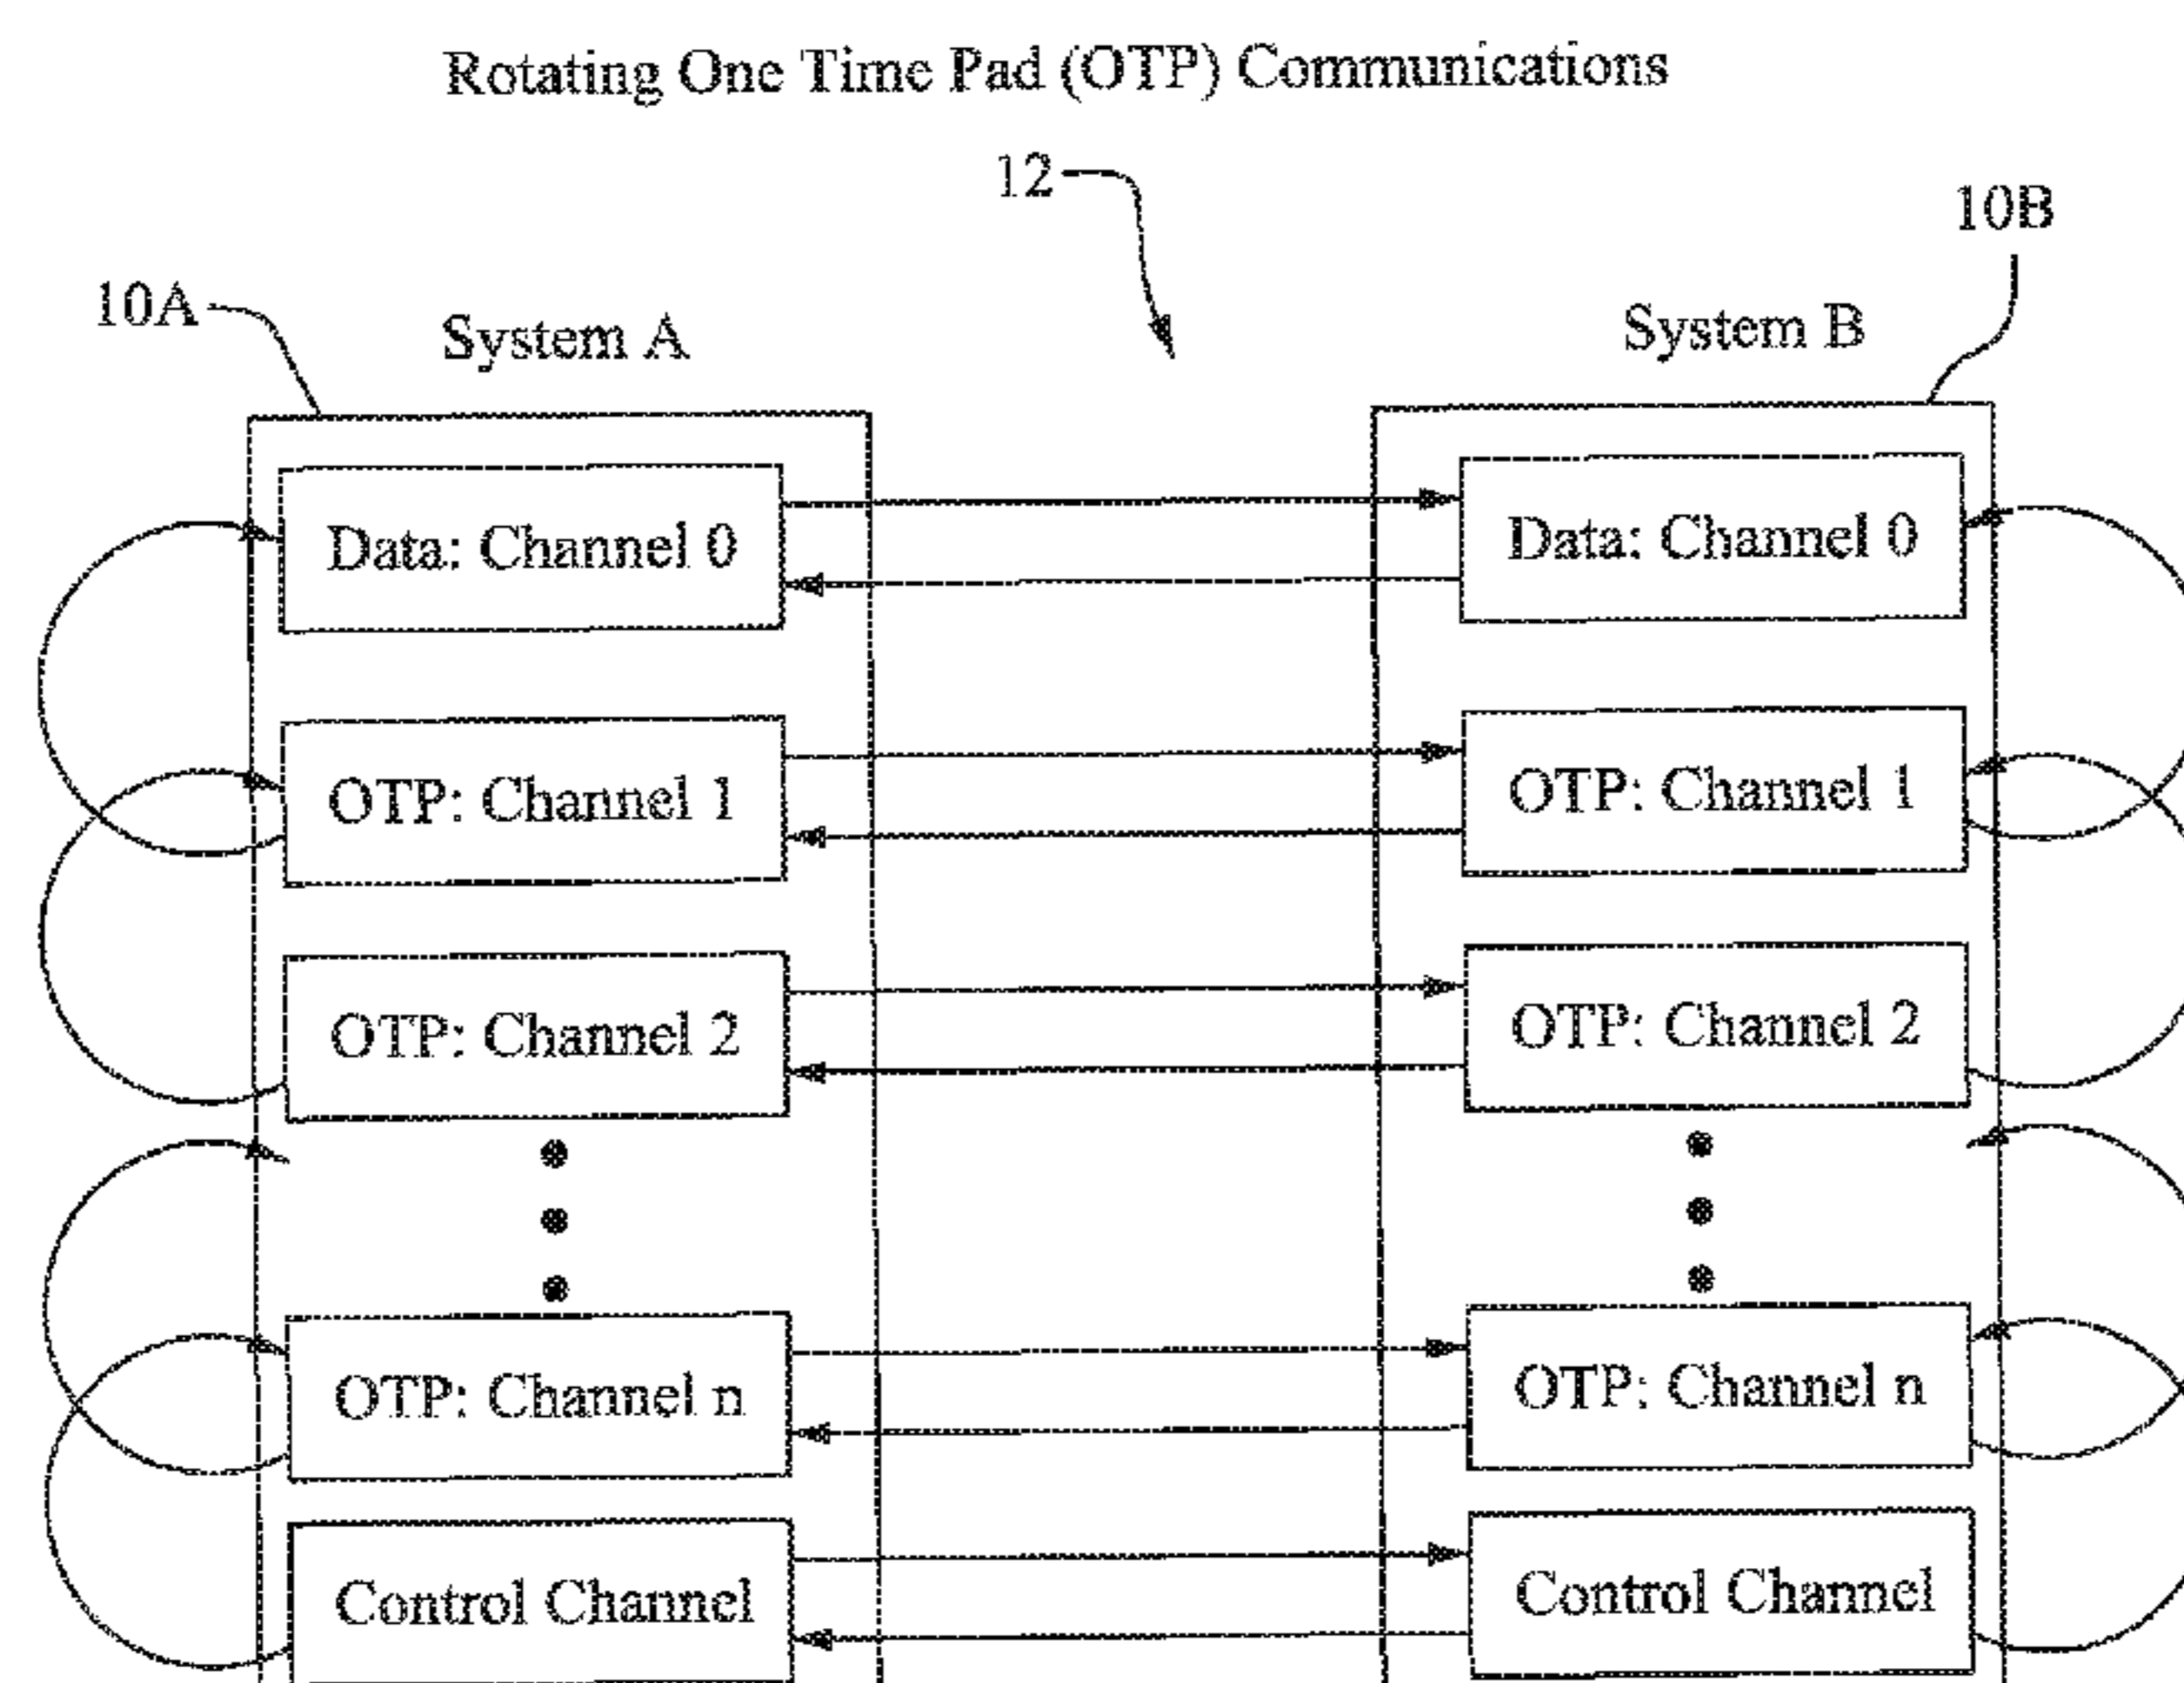 Rotating One Time Pad (OTP) Communications
12
10B
10A
System A
System B
Data: Channel 0
Data: Channel 0
OTP: Channel 1
OTP: Channel 1
OTP: Channel 2
OTP: Channel 2
OTP: Channel n
OTP: Channel n
Control Channel
Control Channel